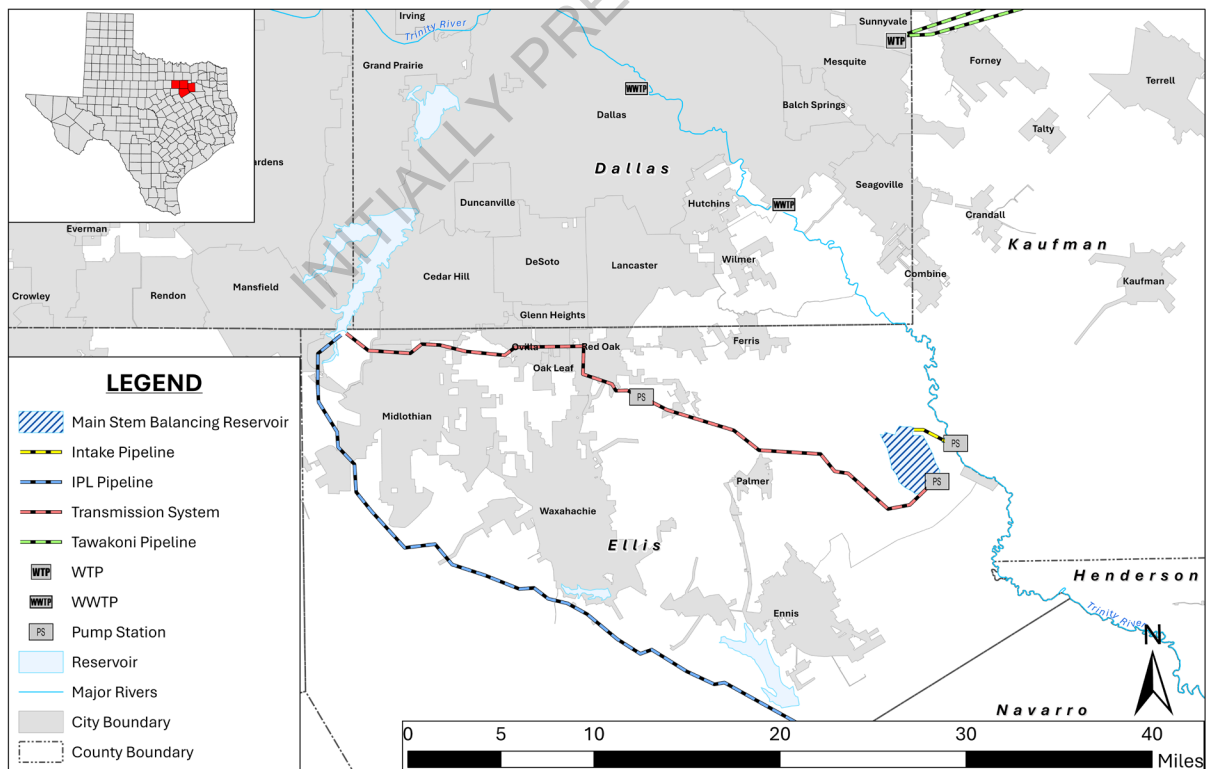 Irving
Trinity River
Sunnyvale
WTP
Grand Prairie
Mesquite
Forney
Terrell
WWTP
Dallas
Balch Springs
Talty
ardens
Dallas
Seagoville
Duncanville
Hutchins
WWTP
Crandall
Everman
Kaufman
Cedar Hill
DeSoto
Lancaster
Wilmer
Combine
Kaufman
Crowley
Rendon
Mansfield
Glenn Heights
Ovilla
Red Oak
Ferris
Oak Leaf
PS
Midlothian
PS
Palmer
PS
Waxahachie
Ellis
Henderson
Ennis
Trinity River
N
Navarro
INITIALLY PRE
LEGEND
Main Stem Balancing Reservoir
Intake Pipeline
IPL Pipeline
Transmission System
Tawakoni Pipeline
WTP WTP
WWTP WWTP
PS Pump Station
Reservoir
Major Rivers
City Boundary
County Boundary
0 5 10 20 30 40
Miles